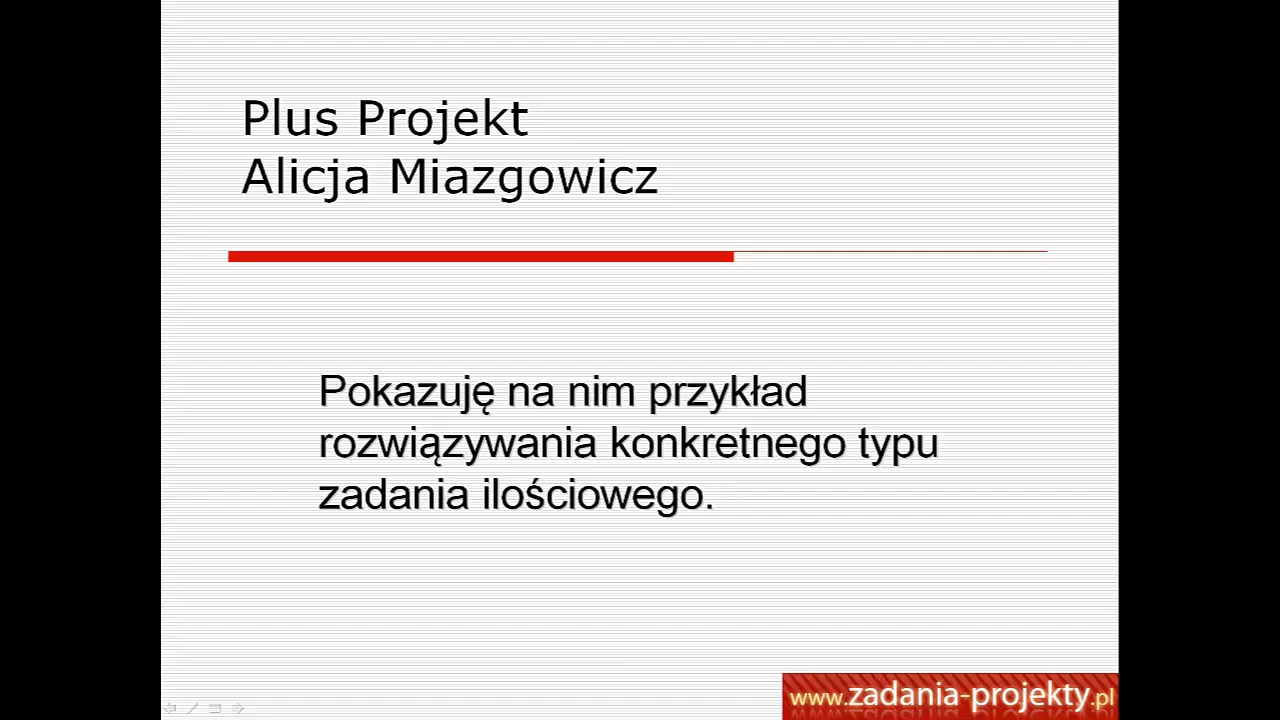 Plus Projekt
Alicja Miazgowicz
Pokazuję na nim przykład
rozwiązywania konkretnego typu
zadania ilościowego.
www.zadania-projekty.pl